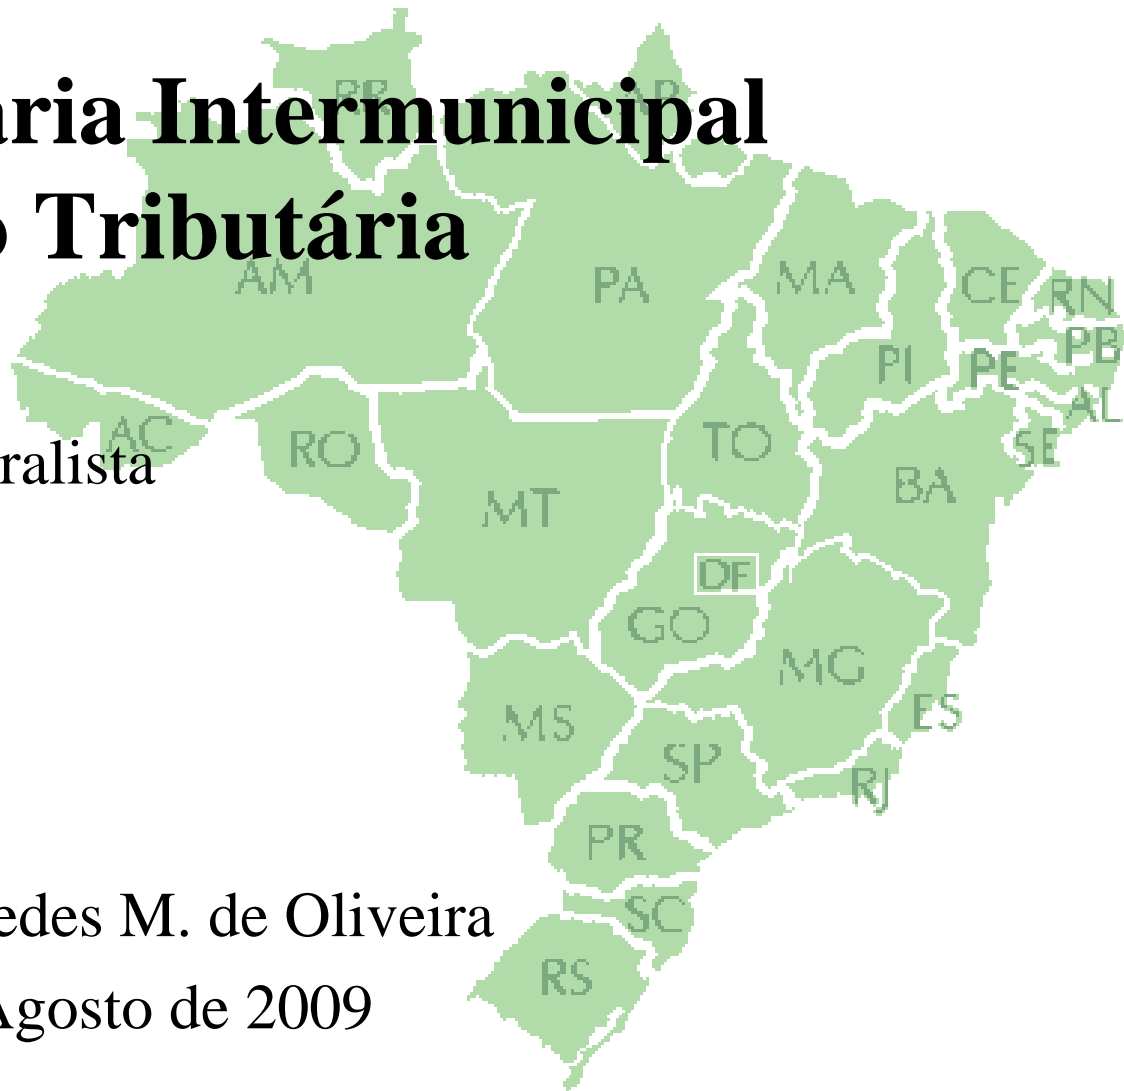 RR
AP
aria Intermunicipal
o Tributária
AM
PA
MA
CE
RN
PI
PE
PB
AL
AC
RO
ralista
TO
SE
MT
BA
DF
GO
MG
MS
ES
SP
RJ
PR
edes M. de Oliveira
SC
RS
Agosto de 2009